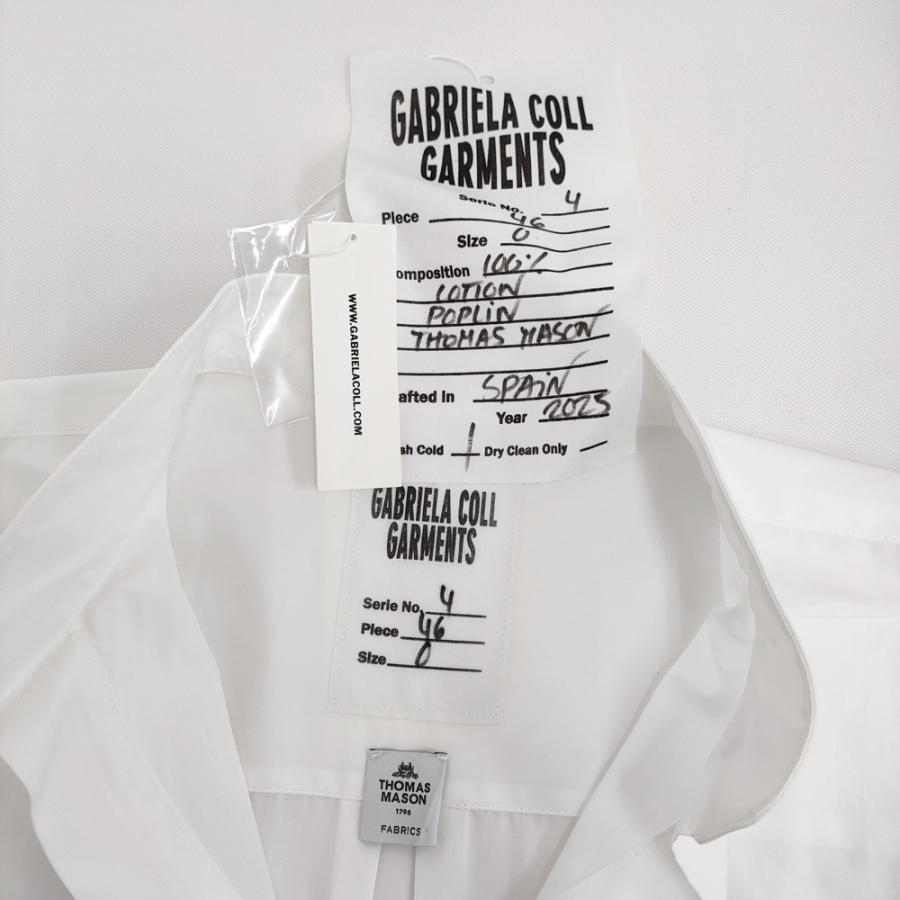 GABRIELA COLL
GARMENTS
Serie No. 4
Piece 46
Size 0
omposition 100%
COTION
POPLIN
THOMAS MASON
afted in SPAIN
Year 2025
sh Cold Dry Clean Only
WWW.GABRIELACOLL.COM
GABRIELA COLL
GARMENTS
Serie No. 4
Piece 46
Size 0
THOMAS
MASON
1796
FABRICS